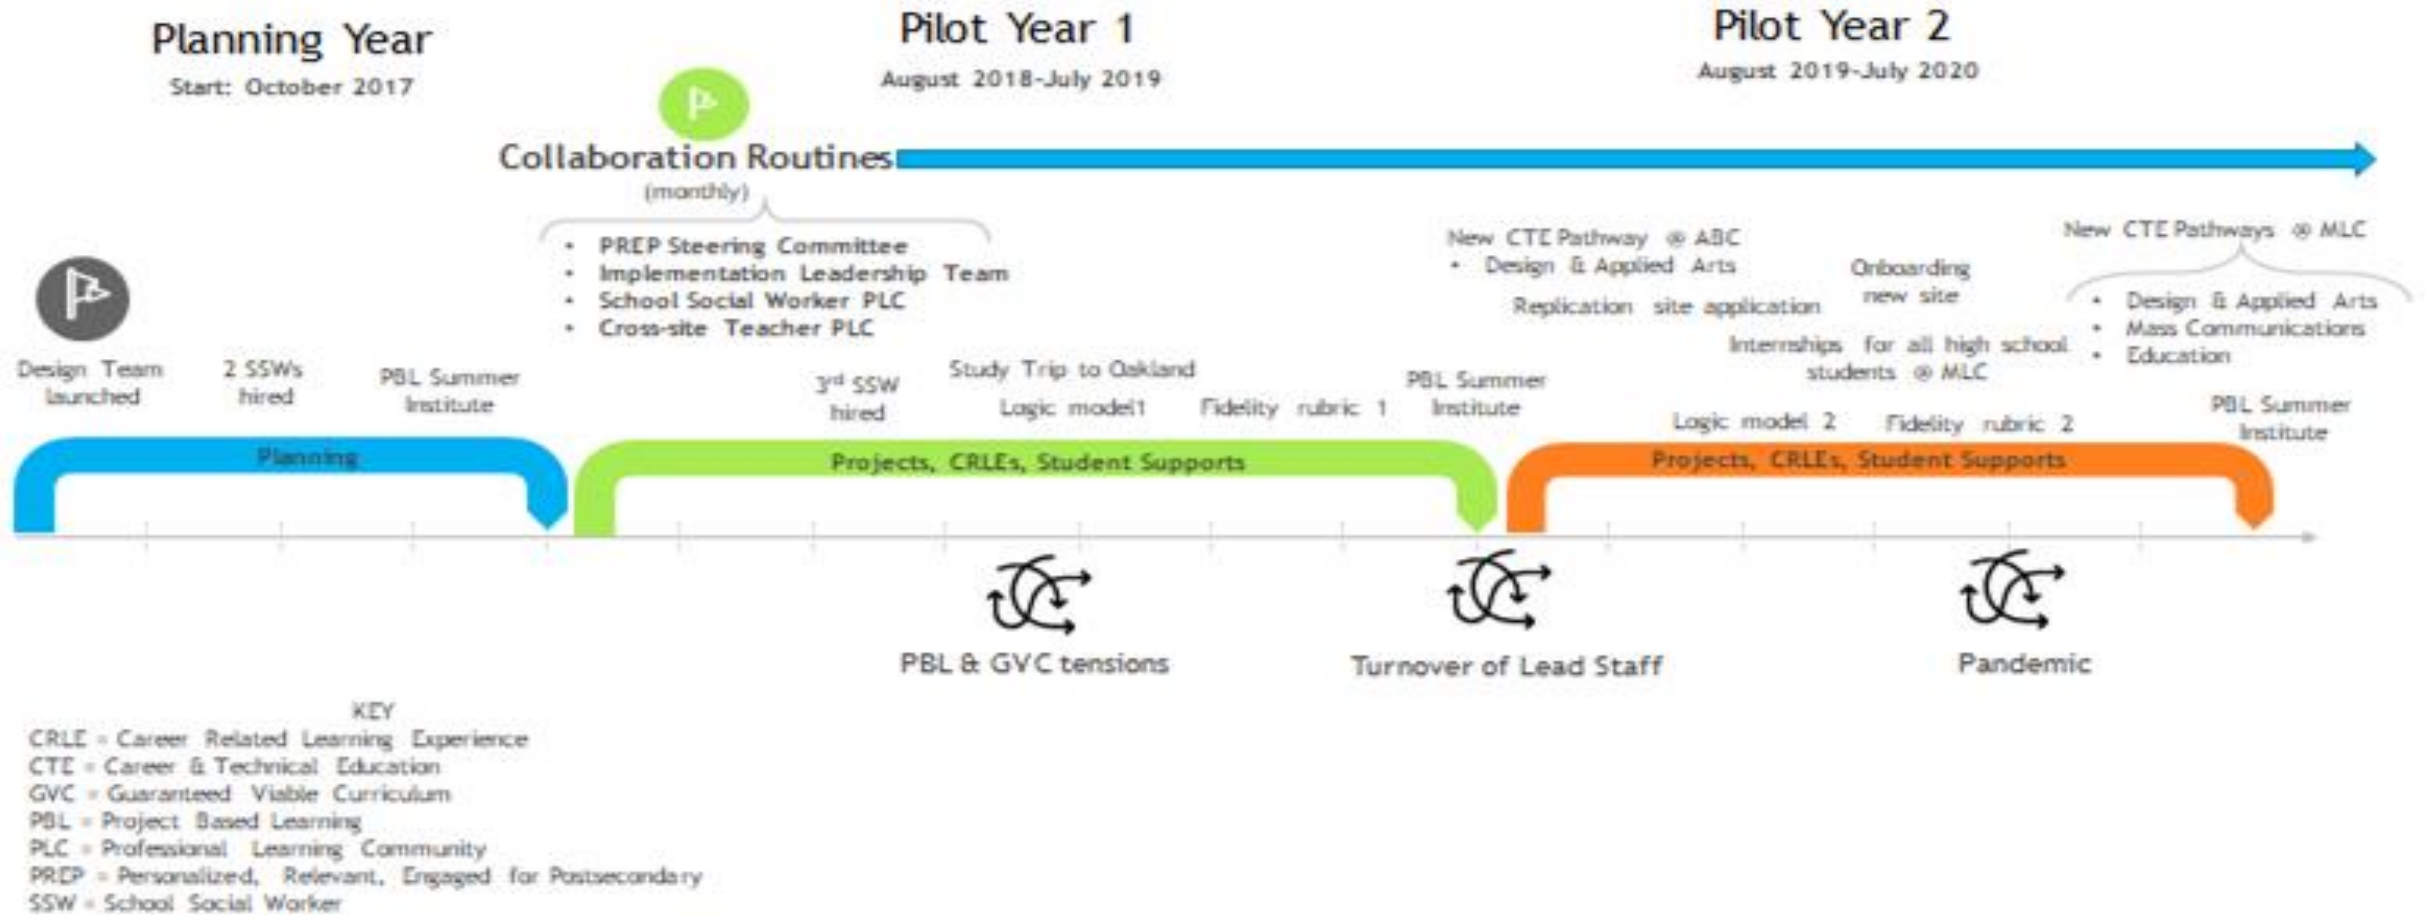 Planning Year
Start: October 2017
Pilot Year 1
August 2018-July 2019
Pilot Year 2
August 2019-July 2020
Collaboration Routines
(monthly)
• PREP Steering Committee
• Implementation Leadership Team
• School Social Worker PLC
• Cross-site Teacher PLC
Design Team
launched
2 SSWs
hired
PBL Summer
Institute
3rd SSW
hired
Study Trip to Oakland
Logic model1
Fidelity rubric 1
PBL Summer
Institute
New CTE Pathway @ ABC
• Design & Applied Arts
Replication site application
Onboarding
new site
Internships for all high school
students @ MLC
New CTE Pathways @ MLC
• Design & Applied Arts
• Mass Communications
• Education
Logic model 2
Fidelity rubric 2
PBL Summer
Institute
Planning
Projects, CRLEs, Student Supports
Projects, CRLEs, Student Supports
PBL & GVC tensions
Turnover of Lead Staff
Pandemic
KEY
CRLE = Career Related Learning Experience
CTE = Career & Technical Education
GVC = Guaranteed Viable Curriculum
PBL = Project Based Learning
PLC = Professional Learning Community
PREP = Personalized, Relevant, Engaged for Postsecondary
SSW = School Social Worker